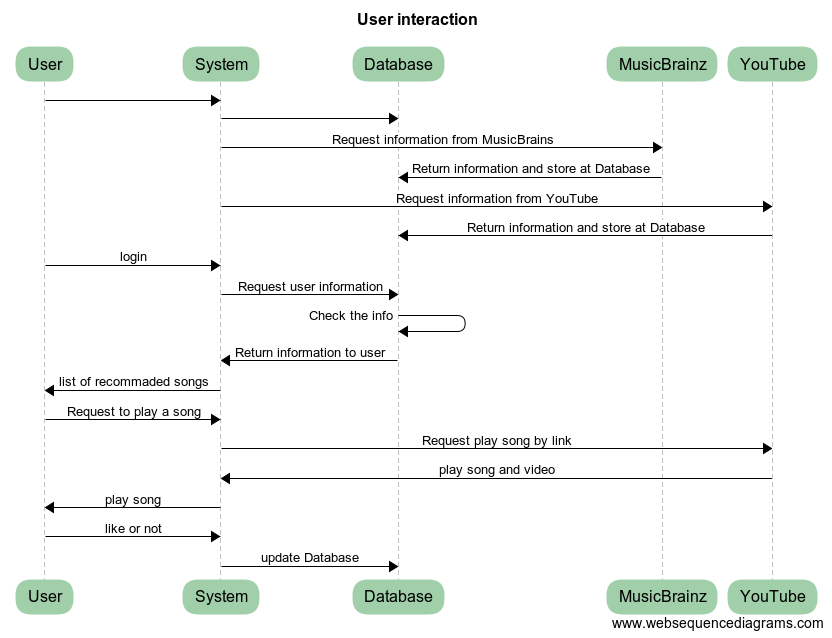 User interaction
User System Database MusicBrainz YouTube
Request information from MusicBrains
Return information and store at Database
Request information from YouTube
Return information and store at Database
login
Request user information
Check the info
Return information to user
list of recommaded songs
Request to play a song
Request play song by link
play song and video
play song
like or not
update Database
User System Database MusicBrainz YouTube
www.websequencediagrams.com